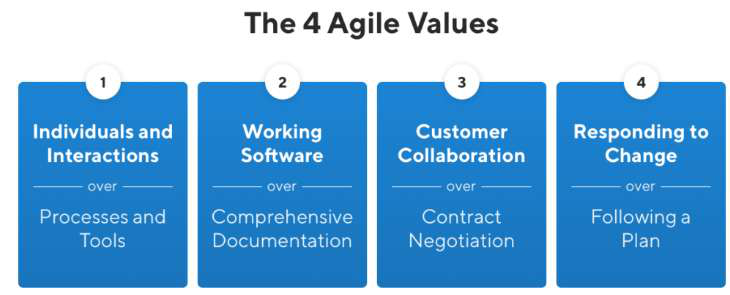 The 4 Agile Values
1
Individuals and
Interactions
over
Processes and
Tools
2
Working
Software
over
Comprehensive
Documentation
3
Customer
Collaboration
over
Contract
Negotiation
4
Responding to
Change
over
Following a
Plan